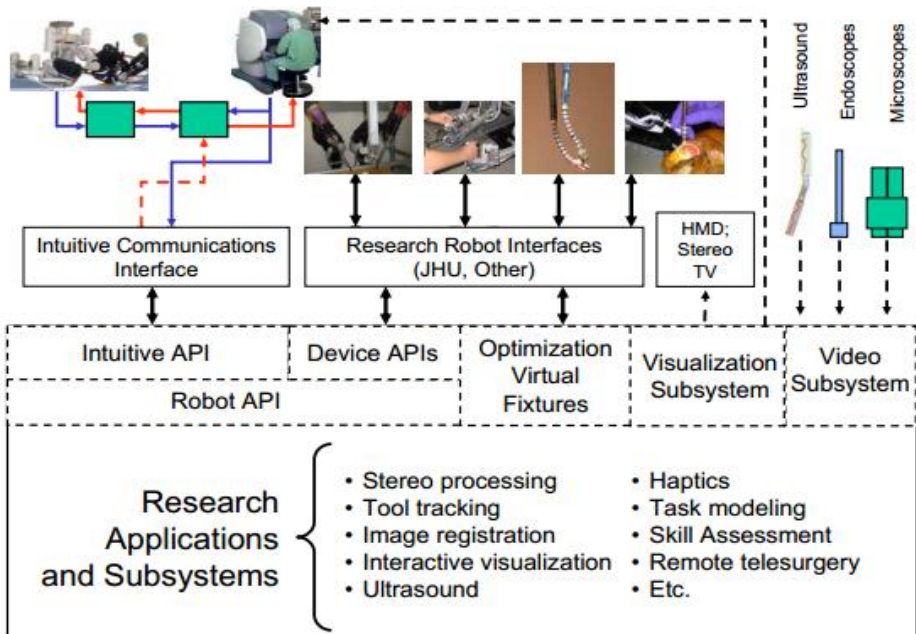 Ultrasound
Endoscopes
Microscopes
Intuitive Communications
Interface
Research Robot Interfaces
(JHU, Other)
HMD;
Stereo
TV
Intuitive API
Device APIs
Optimization
Virtual
Fixtures
Visualization
Subsystem
Video
Subsystem
Robot API
Research
Applications
and Subsystems
• Stereo processing
• Tool tracking
• Image registration
• Interactive visualization
• Ultrasound
• Haptics
• Task modeling
• Skill Assessment
• Remote telesurgery
• Etc.